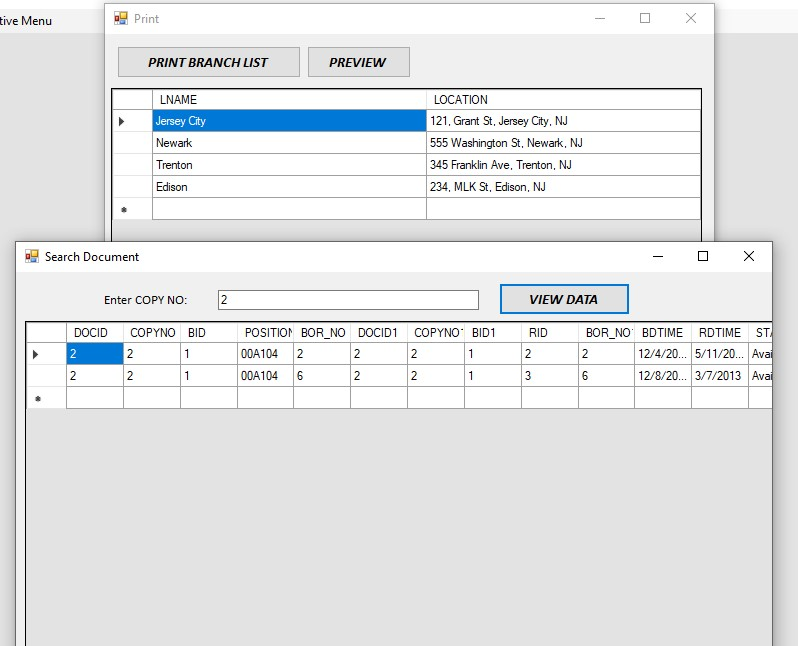 tive Menu
Print
PRINT BRANCH LIST PREVIEW
LNAME LOCATION
Jersey City 121, Grant St, Jersey City, NJ
Newark 555 Washington St, Newark, NJ
Trenton 345 Franklin Ave, Trenton, NJ
Edison 234, MLK St, Edison, NJ
Search Document
Enter COPY NO: 2 VIEW DATA
DOCID COPYNO BID POSITION BOR_NO DOCID1 COPYNO1 BID1 RID BOR_NO1 BDTIME RDTIME STA
2 2 1 00A104 2 2 2 1 2 2 12/4/20... 5/11/20... Avai
2 2 1 00A104 6 2 2 1 3 6 12/8/20... 3/7/2013 Avai